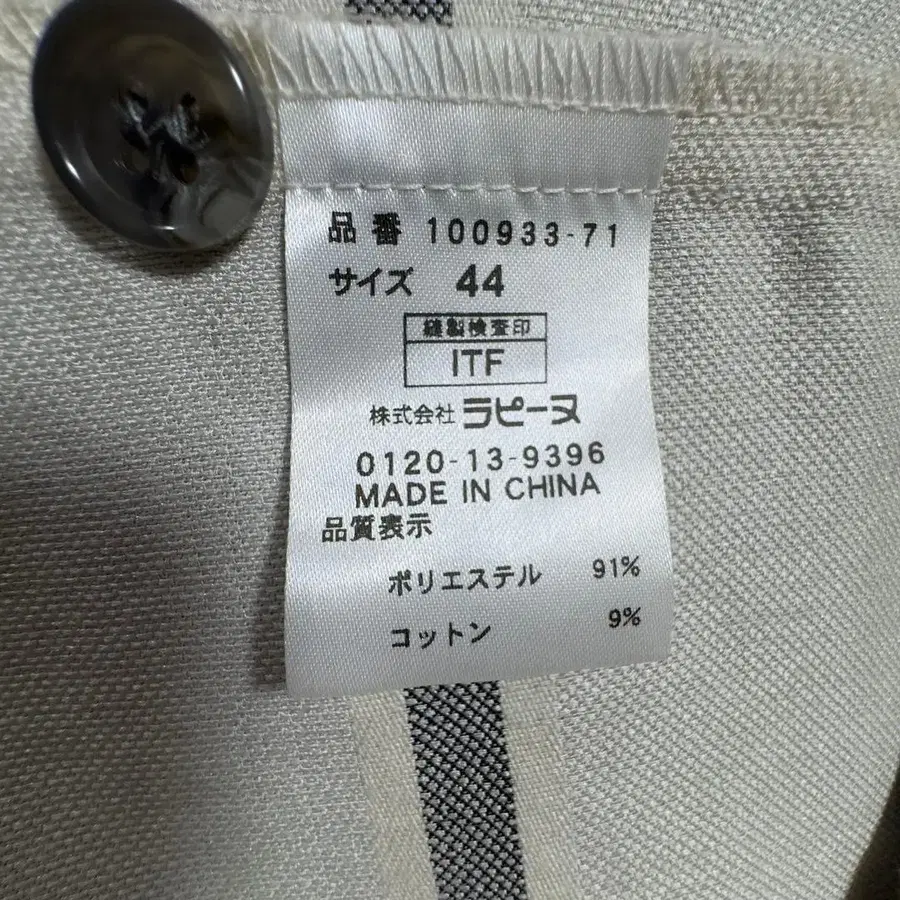 品番 100933-71
サイズ 44
縫製検査印
ITF
株式会社 ラピーヌ
0120-13-9396
MADE IN CHINA
品質表示
ポリエステル 91%
コットン 9%